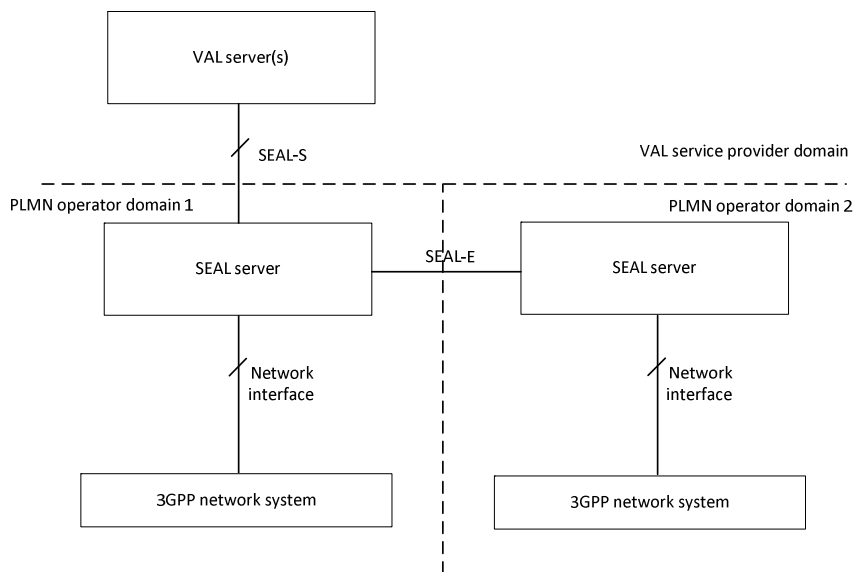 VAL server(s)
SEAL-S
VAL service provider domain
PLMN operator domain 1
PLMN operator domain 2
SEAL server
SEAL-E
SEAL server
Network
interface
Network
interface
3GPP network system
3GPP network system